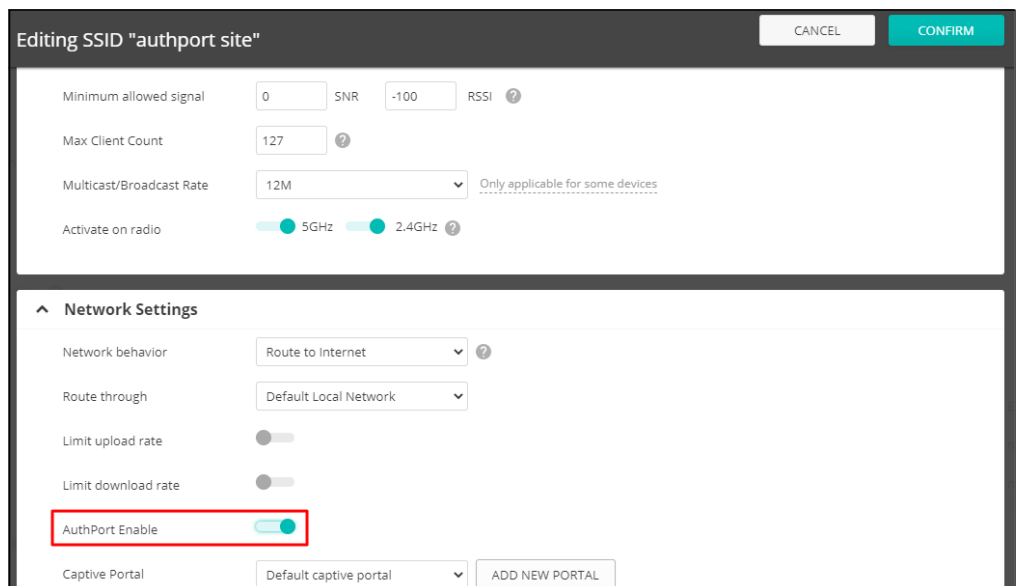 Editing SSID "authport site"
CANCEL
CONFIRM
Minimum allowed signal 0 SNR -100 RSSI ?
Max Client Count 127 ?
Multicast/Broadcast Rate 12M Only applicable for some devices
Activate on radio 5GHz 2.4GHz ?
Network Settings
Network behavior Route to Internet ?
Route through Default Local Network
Limit upload rate
Limit download rate
AuthPort Enable
Captive Portal Default captive portal ADD NEW PORTAL